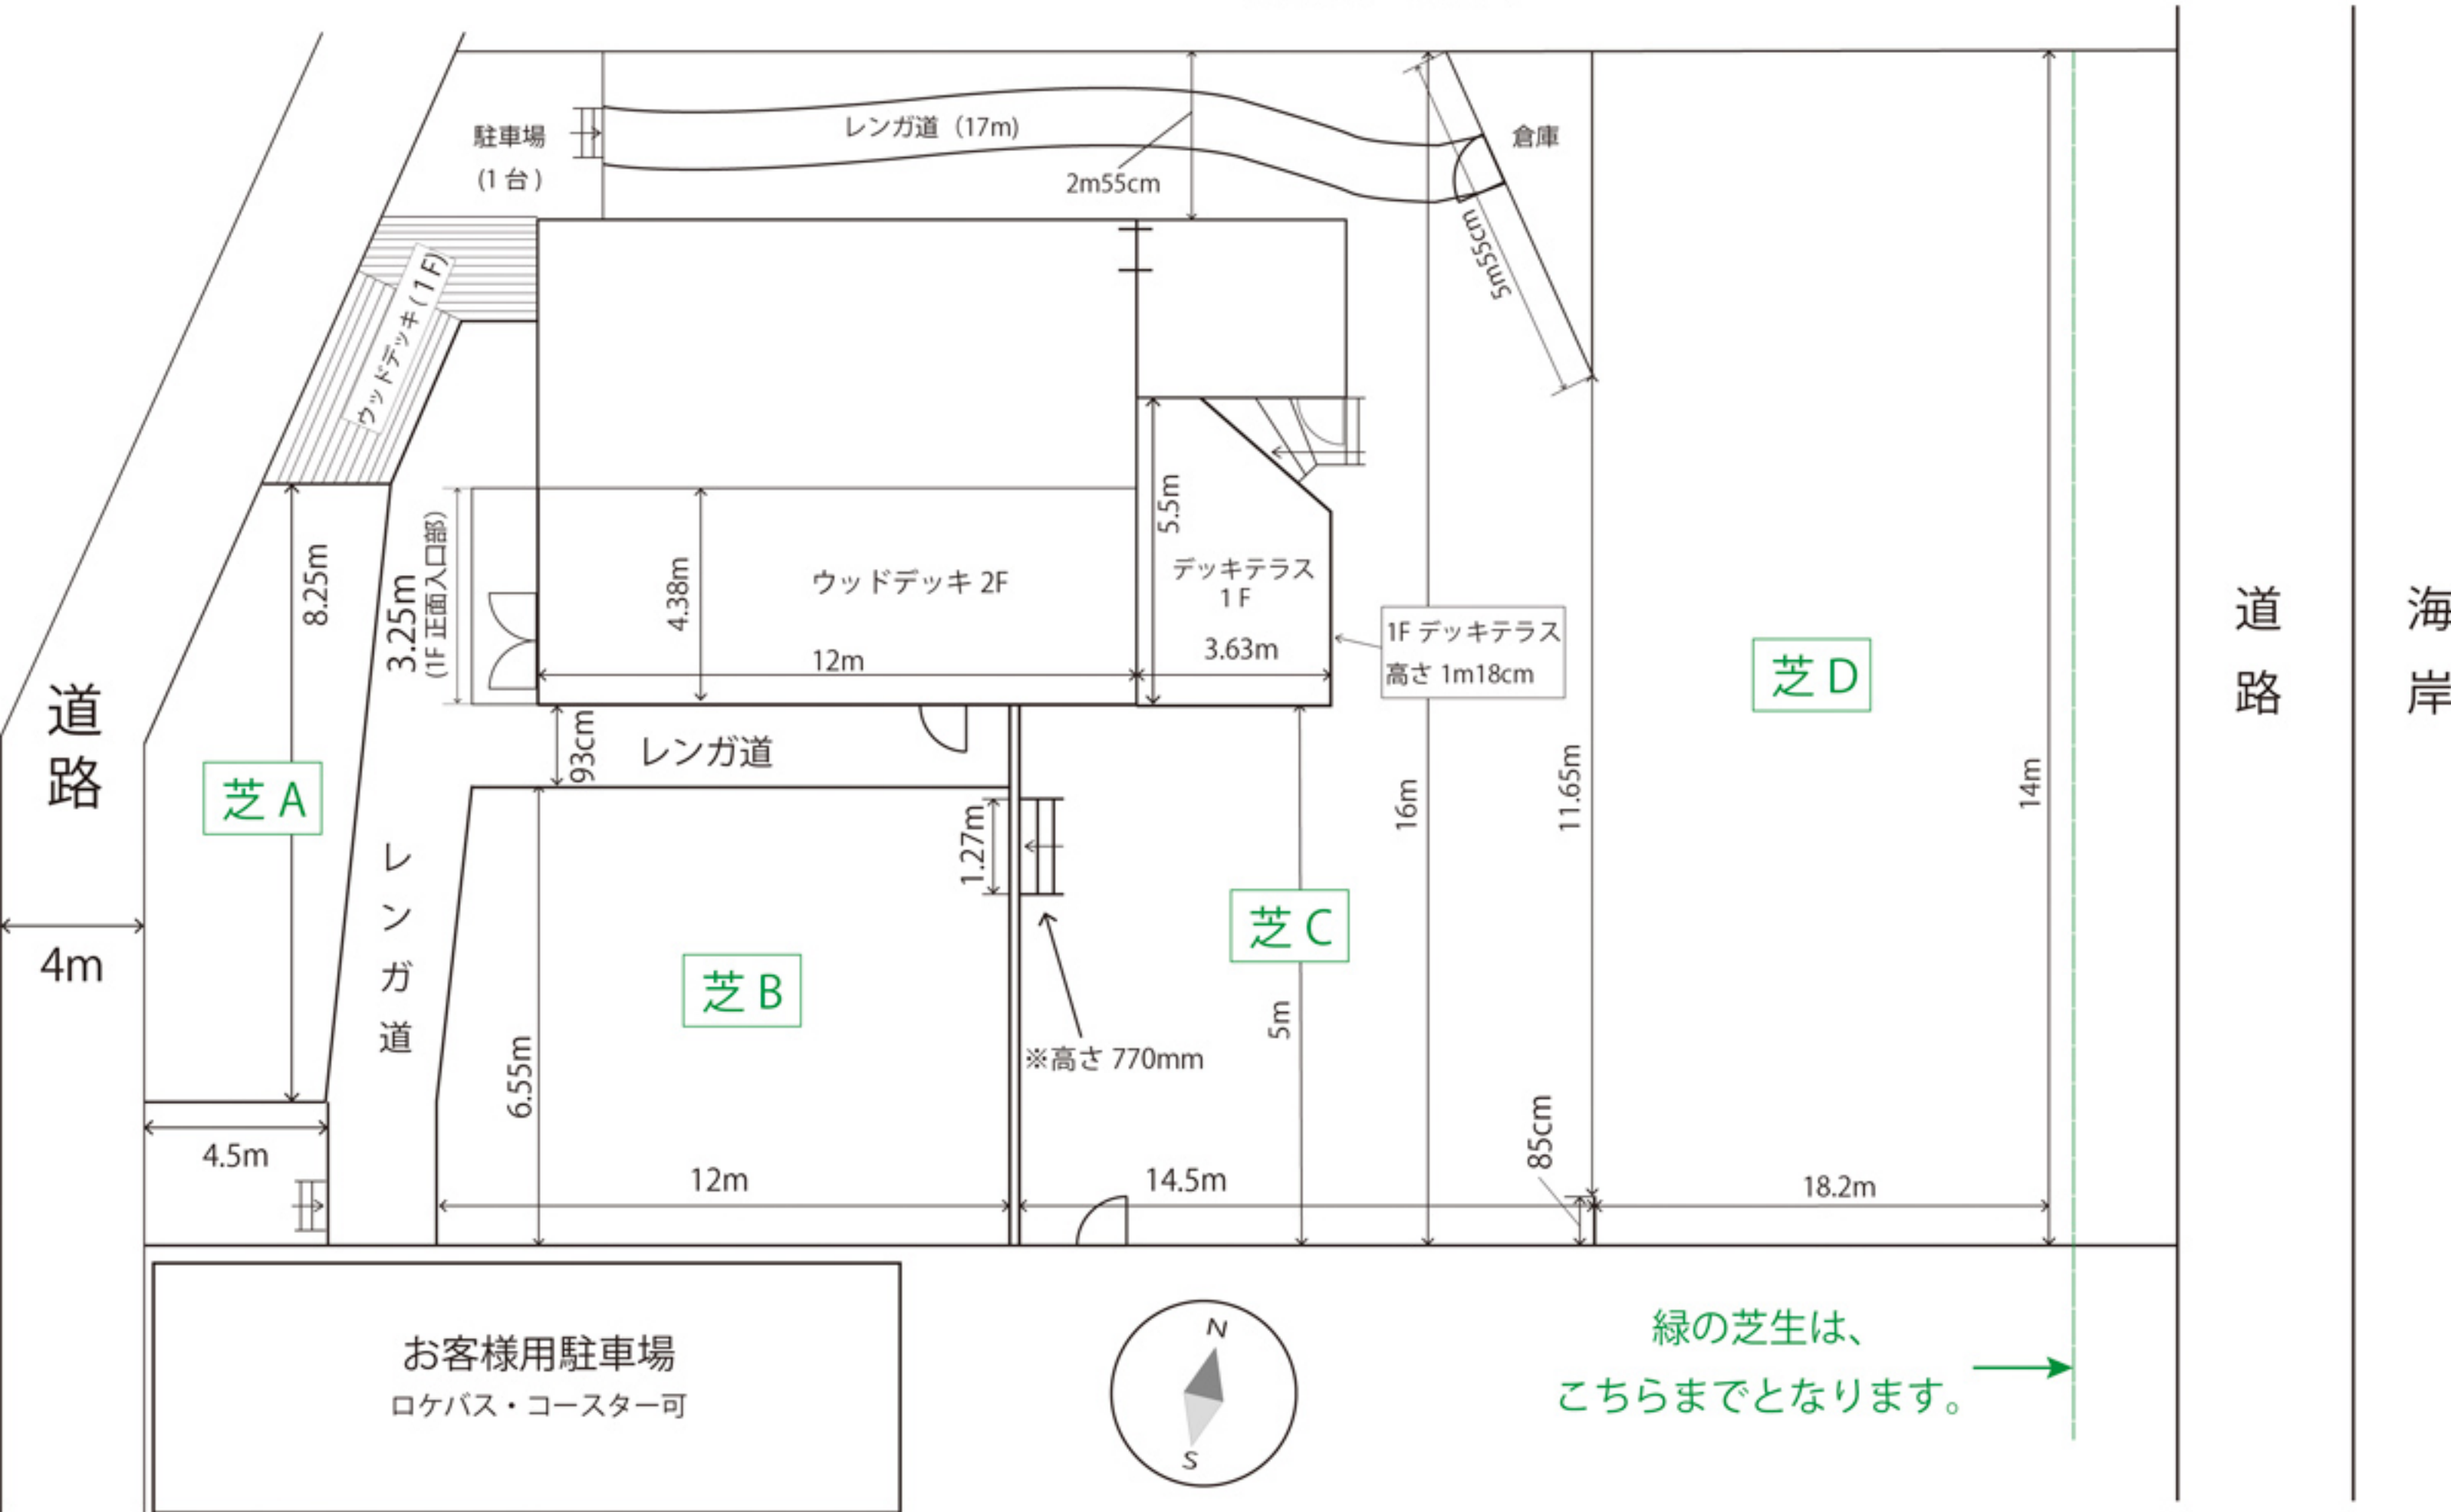 駐車場
(1 台 )
レンガ道（17m)
2m55cm
倉庫
5m55cm
ウッドデッキ ( 1 F)
8.25m
3.25m
(1F 正面入口部)
4.38m
ウッドデッキ 2F
12m
5.5m
デッキテラス
1 F
3.63m
1F デッキテラス
高さ 1m18cm
芝 D
道路
海岸
道路
芝 A
93cm
レンガ道
1.27m
16m
11.65m
14m
4m
レンガ道
芝 B
芝 C
6.55m
5m
※高さ 770mm
85cm
4.5m
12m
14.5m
18.2m
お客様用駐車場
ロケバス・コースター可
N
S
緑の芝生は、
こちらまでとなります。